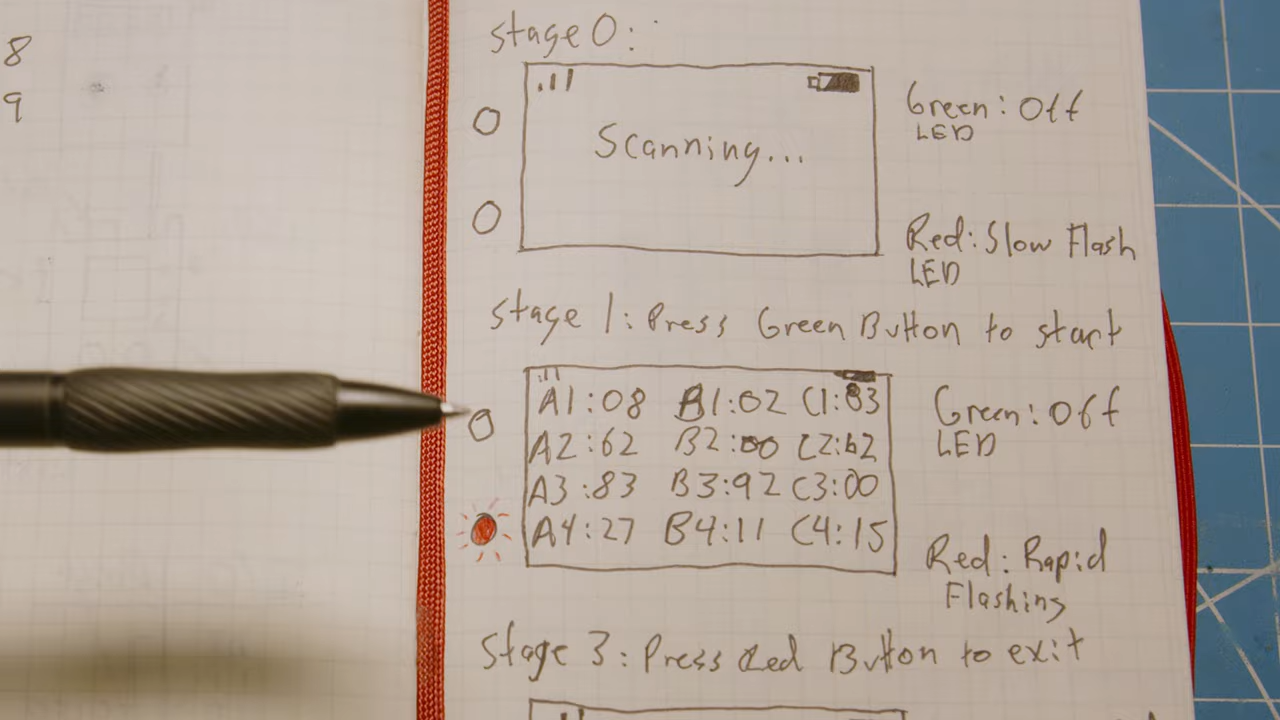 8
9
stage 0:
Scanning...
Green: Off
LED
Red: Slow Flash
LED
Stage 1: Press Green Button to start
A1:08 B1:02 C1:83
A2:62 B2:00 C2:62
A3:83 B3:92 C3:00
A4:27 B4:11 C4:15
Green: Off
LED
Red: Rapid
Flashing
Stage 3: Press Red Button to exit